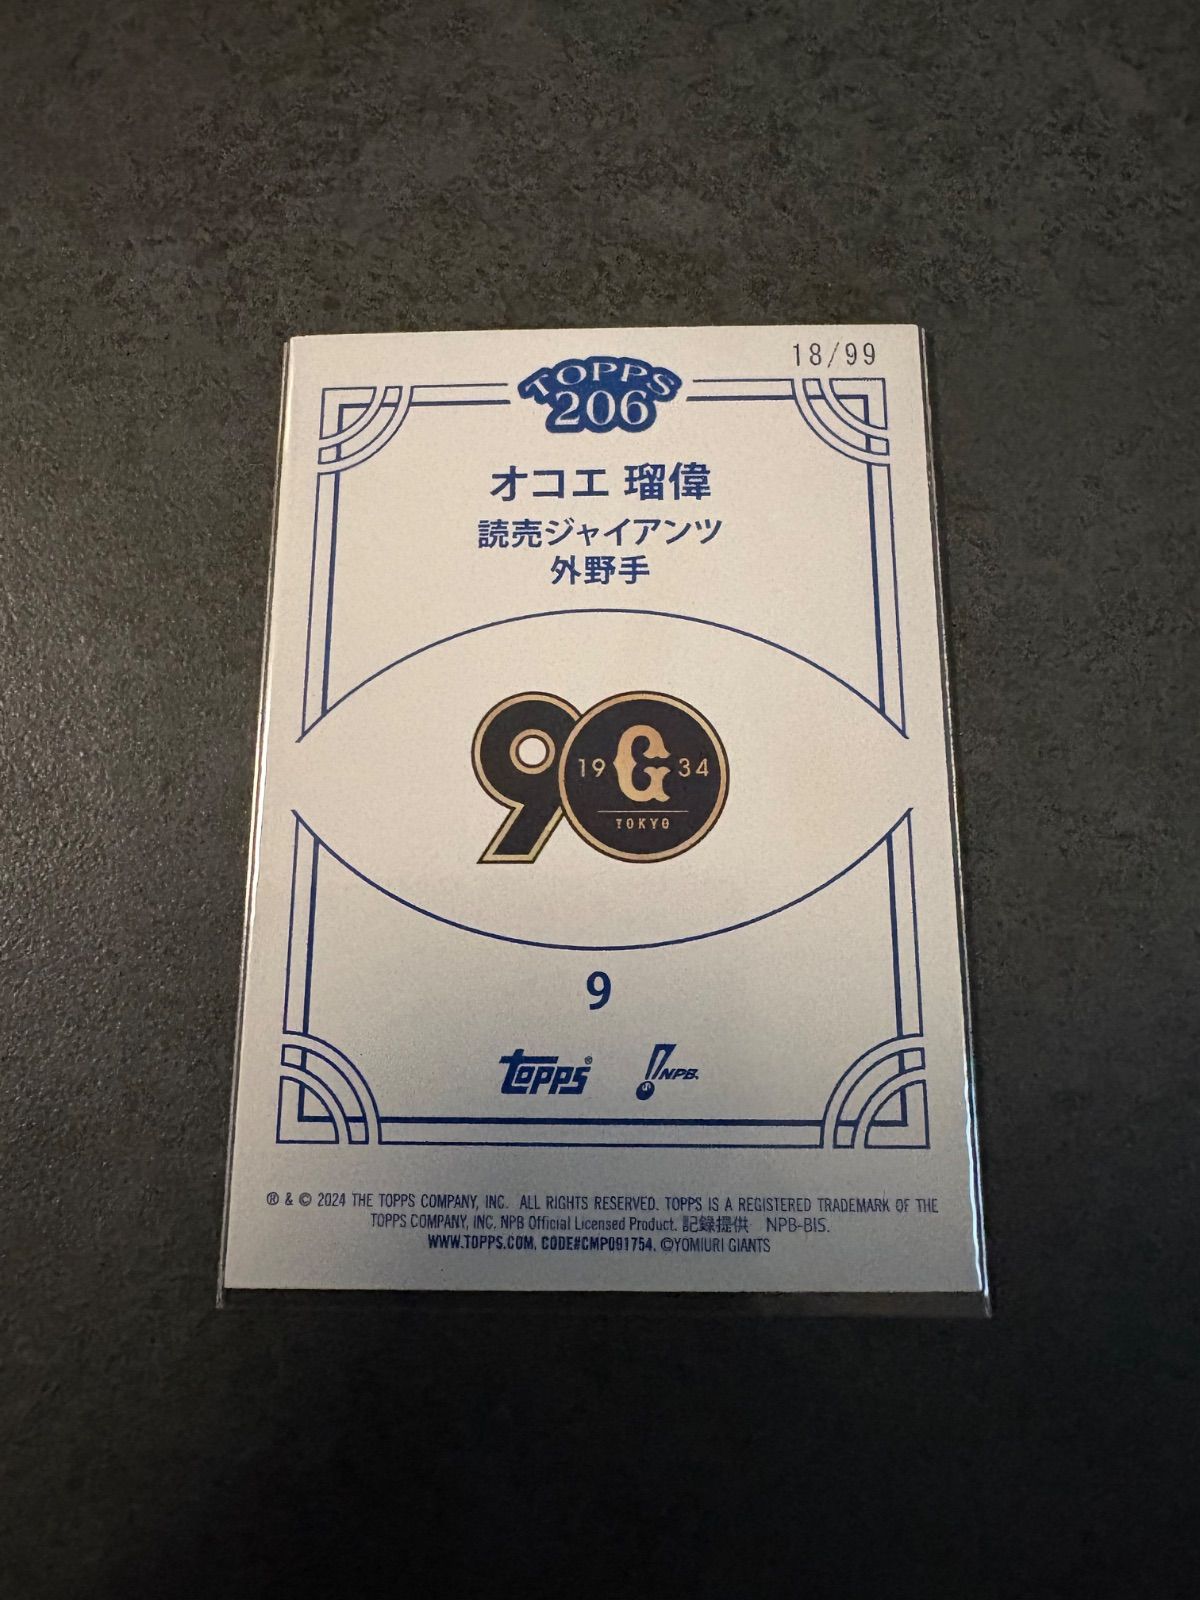 18/99
TOPPS
206
オコエ 瑠偉
読売ジャイアンツ
外野手
90
19 G 34
TOKYO
9
topps® NPB.
® & © 2024 THE TOPPS COMPANY, INC. ALL RIGHTS RESERVED. TOPPS IS A REGISTERED TRADEMARK OF THE
TOPPS COMPANY, INC. NPB Official Licensed Product. 記録提供 NPB-BIS.
WWW.TOPPS.COM. CODE#CMP091754. ©YOMIURI GIANTS